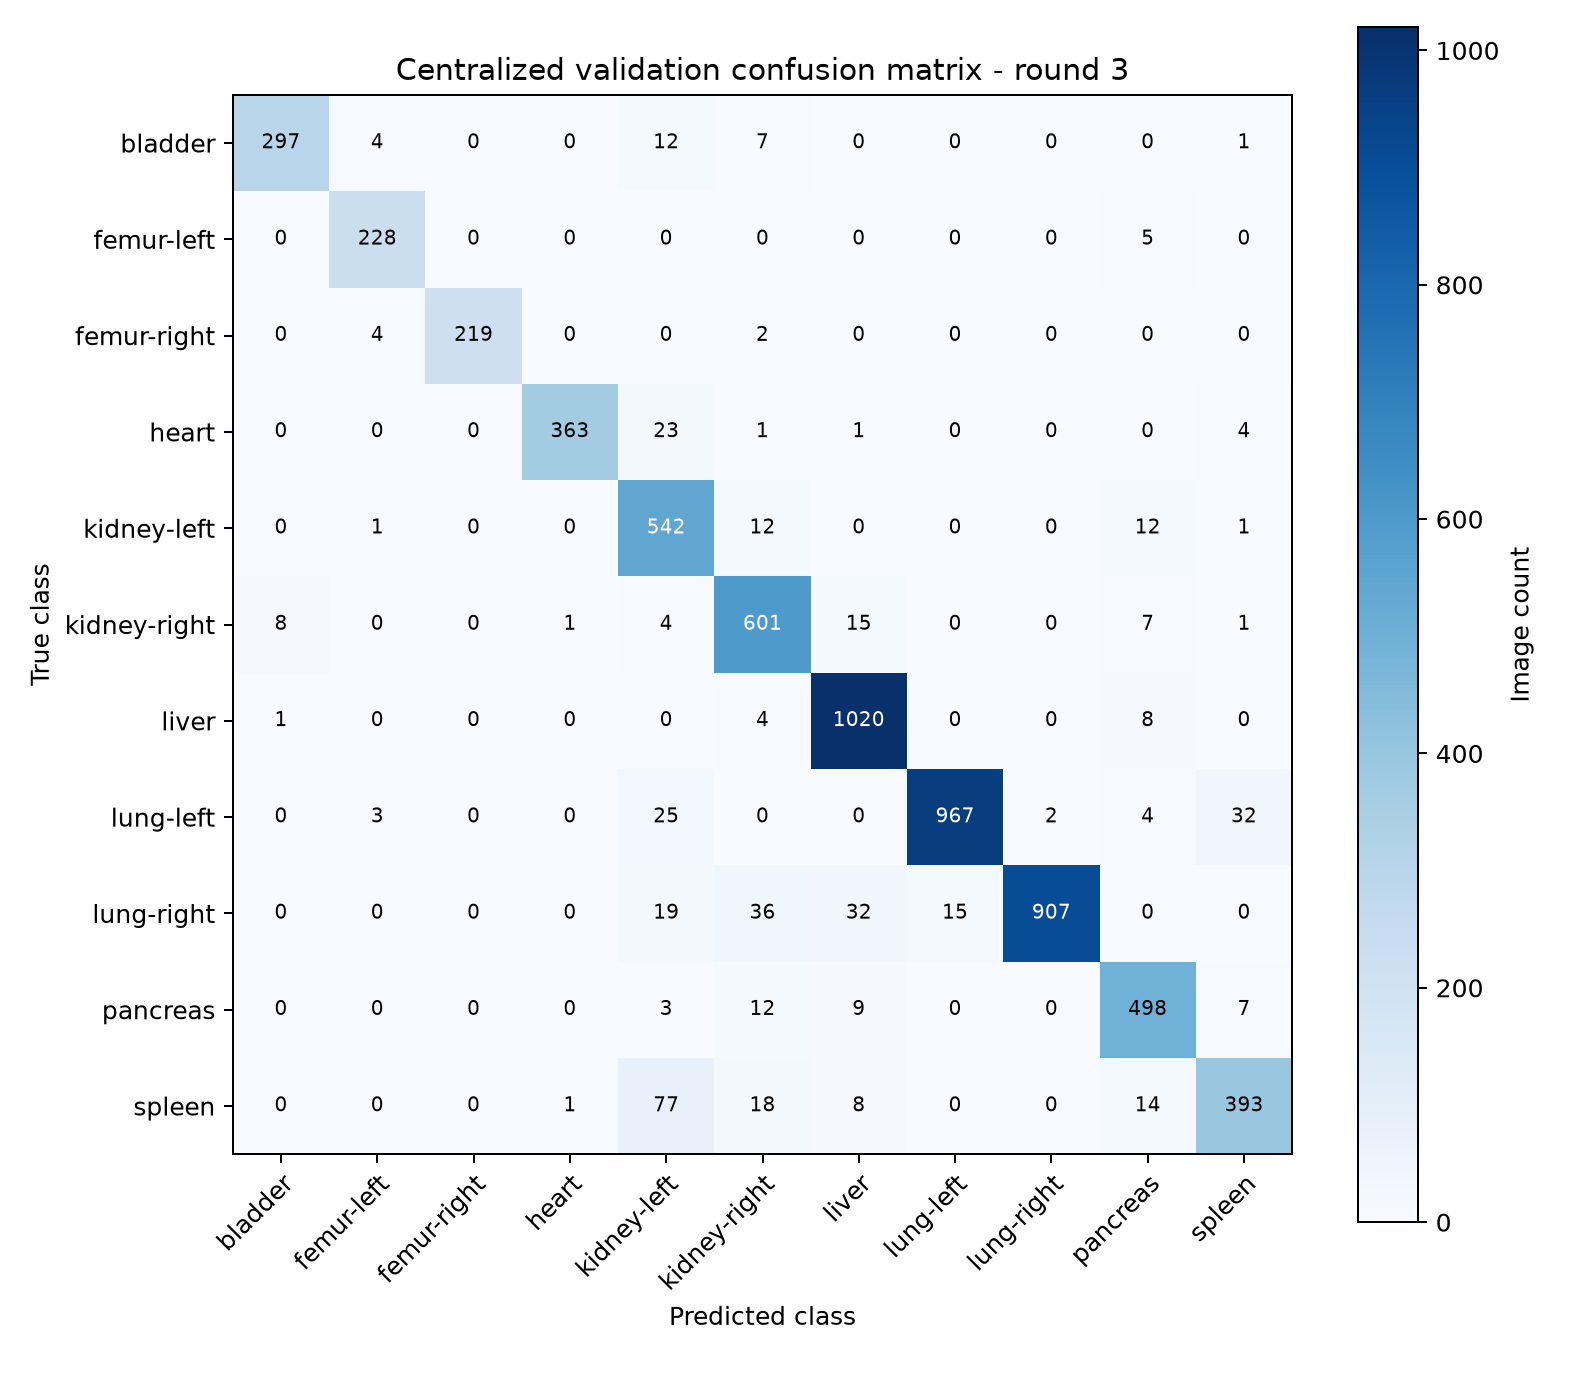 Centralized validation confusion matrix - round 3
bladder 297 4 0 0 12 7 0 0 0 0 1
femur-left 0 228 0 0 0 0 0 0 0 5 0
femur-right 0 4 219 0 0 2 0 0 0 0 0
heart 0 0 0 363 23 1 1 0 0 0 4
kidney-left 0 1 0 0 542 12 0 0 0 12 1
kidney-right 8 0 0 1 4 601 15 0 0 7 1
liver 1 0 0 0 0 4 1020 0 0 8 0
lung-left 0 3 0 0 25 0 0 967 2 4 32
lung-right 0 0 0 0 19 36 32 15 907 0 0
pancreas 0 0 0 0 3 12 9 0 0 498 7
spleen 0 0 0 1 77 18 8 0 0 14 393
bladder femur-left femur-right heart kidney-left kidney-right liver lung-left lung-right pancreas spleen
Predicted class
True class
1000
800
600
400
200
0
Image count